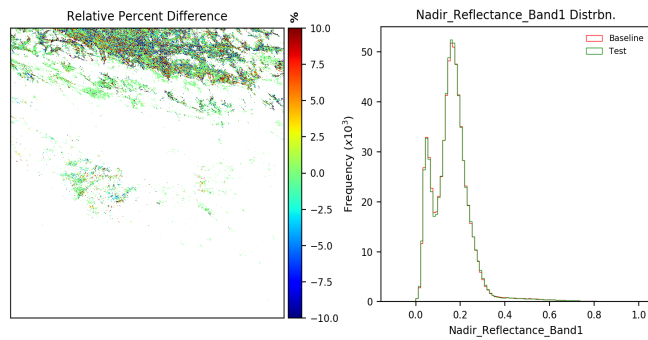 Relative Percent Difference
%
10.0
7.5
5.0
2.5
0.0
−2.5
−5.0
−7.5
−10.0
Nadir_Reflectance_Band1 Distrbn.
Baseline
Test
Frequency (x10³)
50
40
30
20
10
0
0.0 0.2 0.4 0.6 0.8 1.0
Nadir_Reflectance_Band1